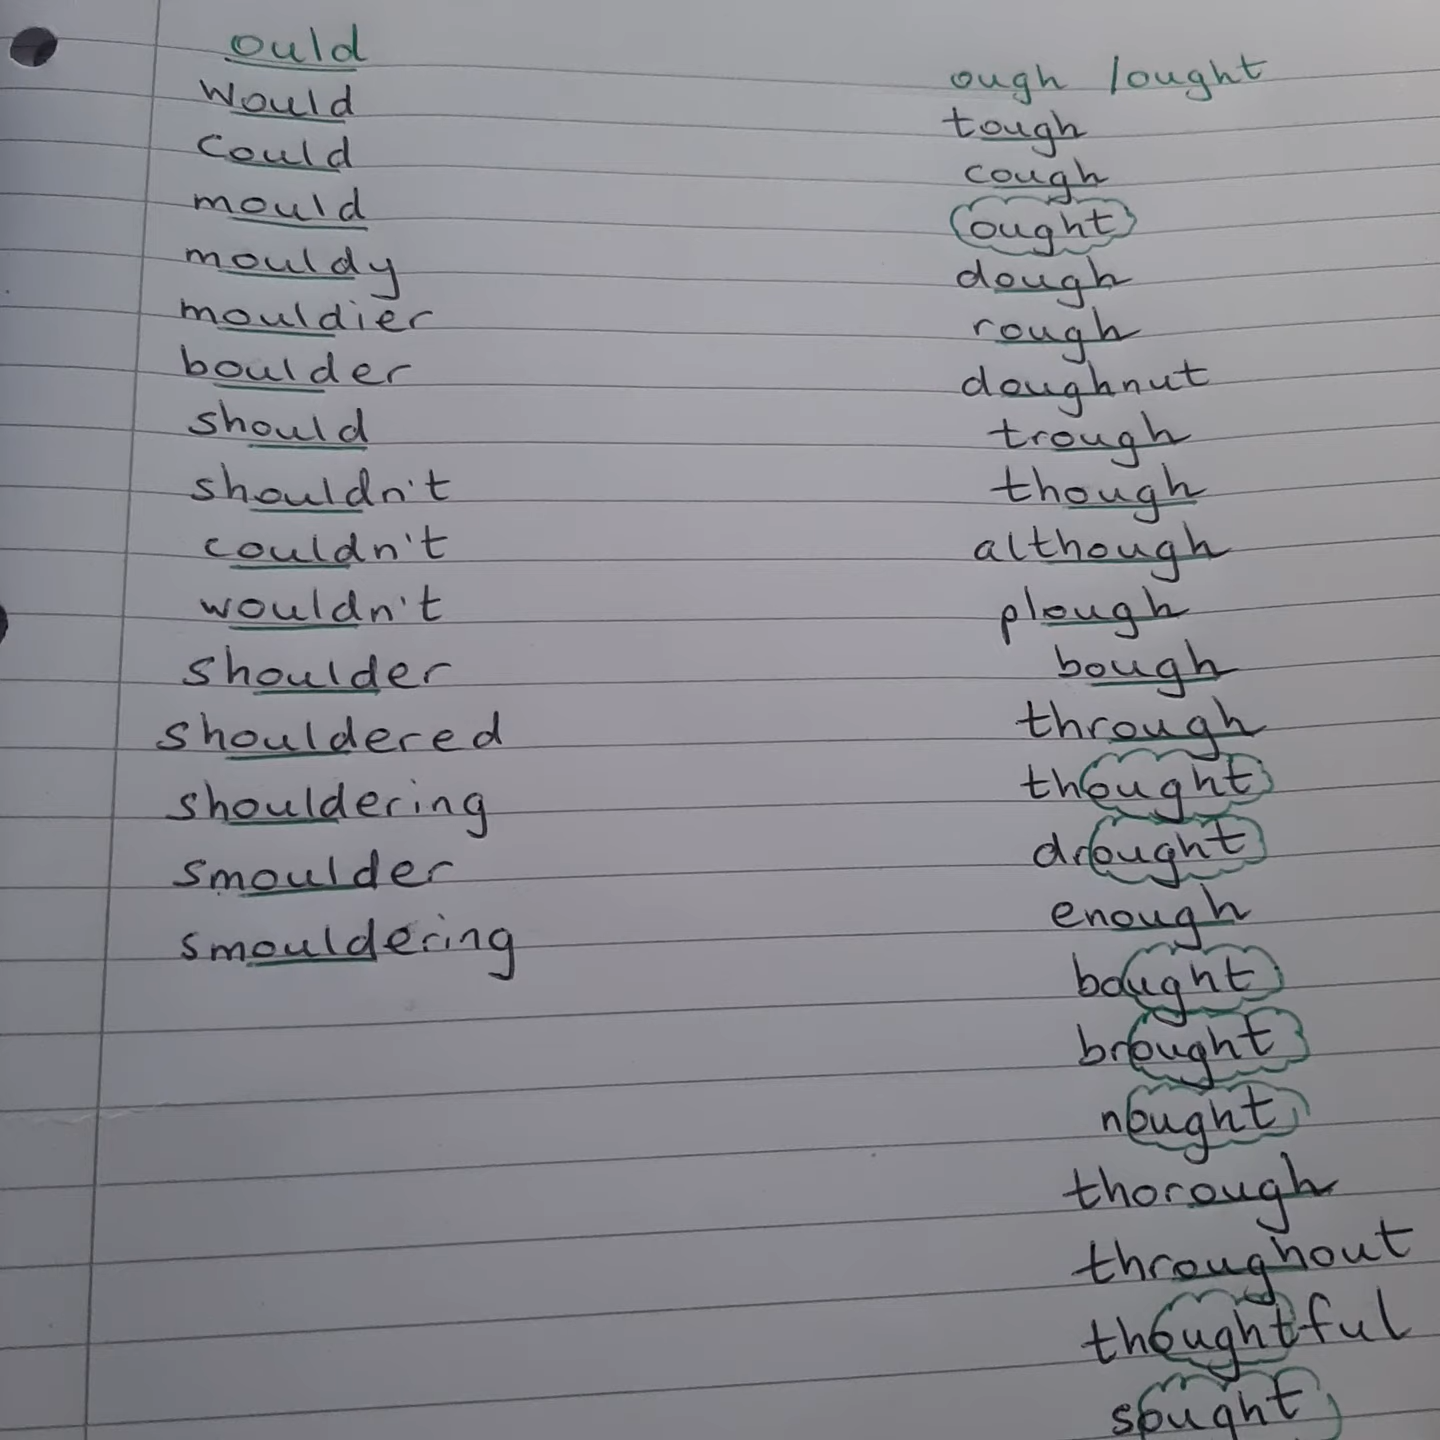 ould
would
could
mould
mouldy
mouldier
boulder
should
shouldn't
couldn't
wouldn't
shoulder
shouldered
shouldering
smoulder
smouldering
ough / ought
tough
cough
ought
dough
rough
doughnut
trough
though
although
plough
bough
through
thought
drought
enough
bought
brought
nought
thorough
throughout
thoughtful
sought